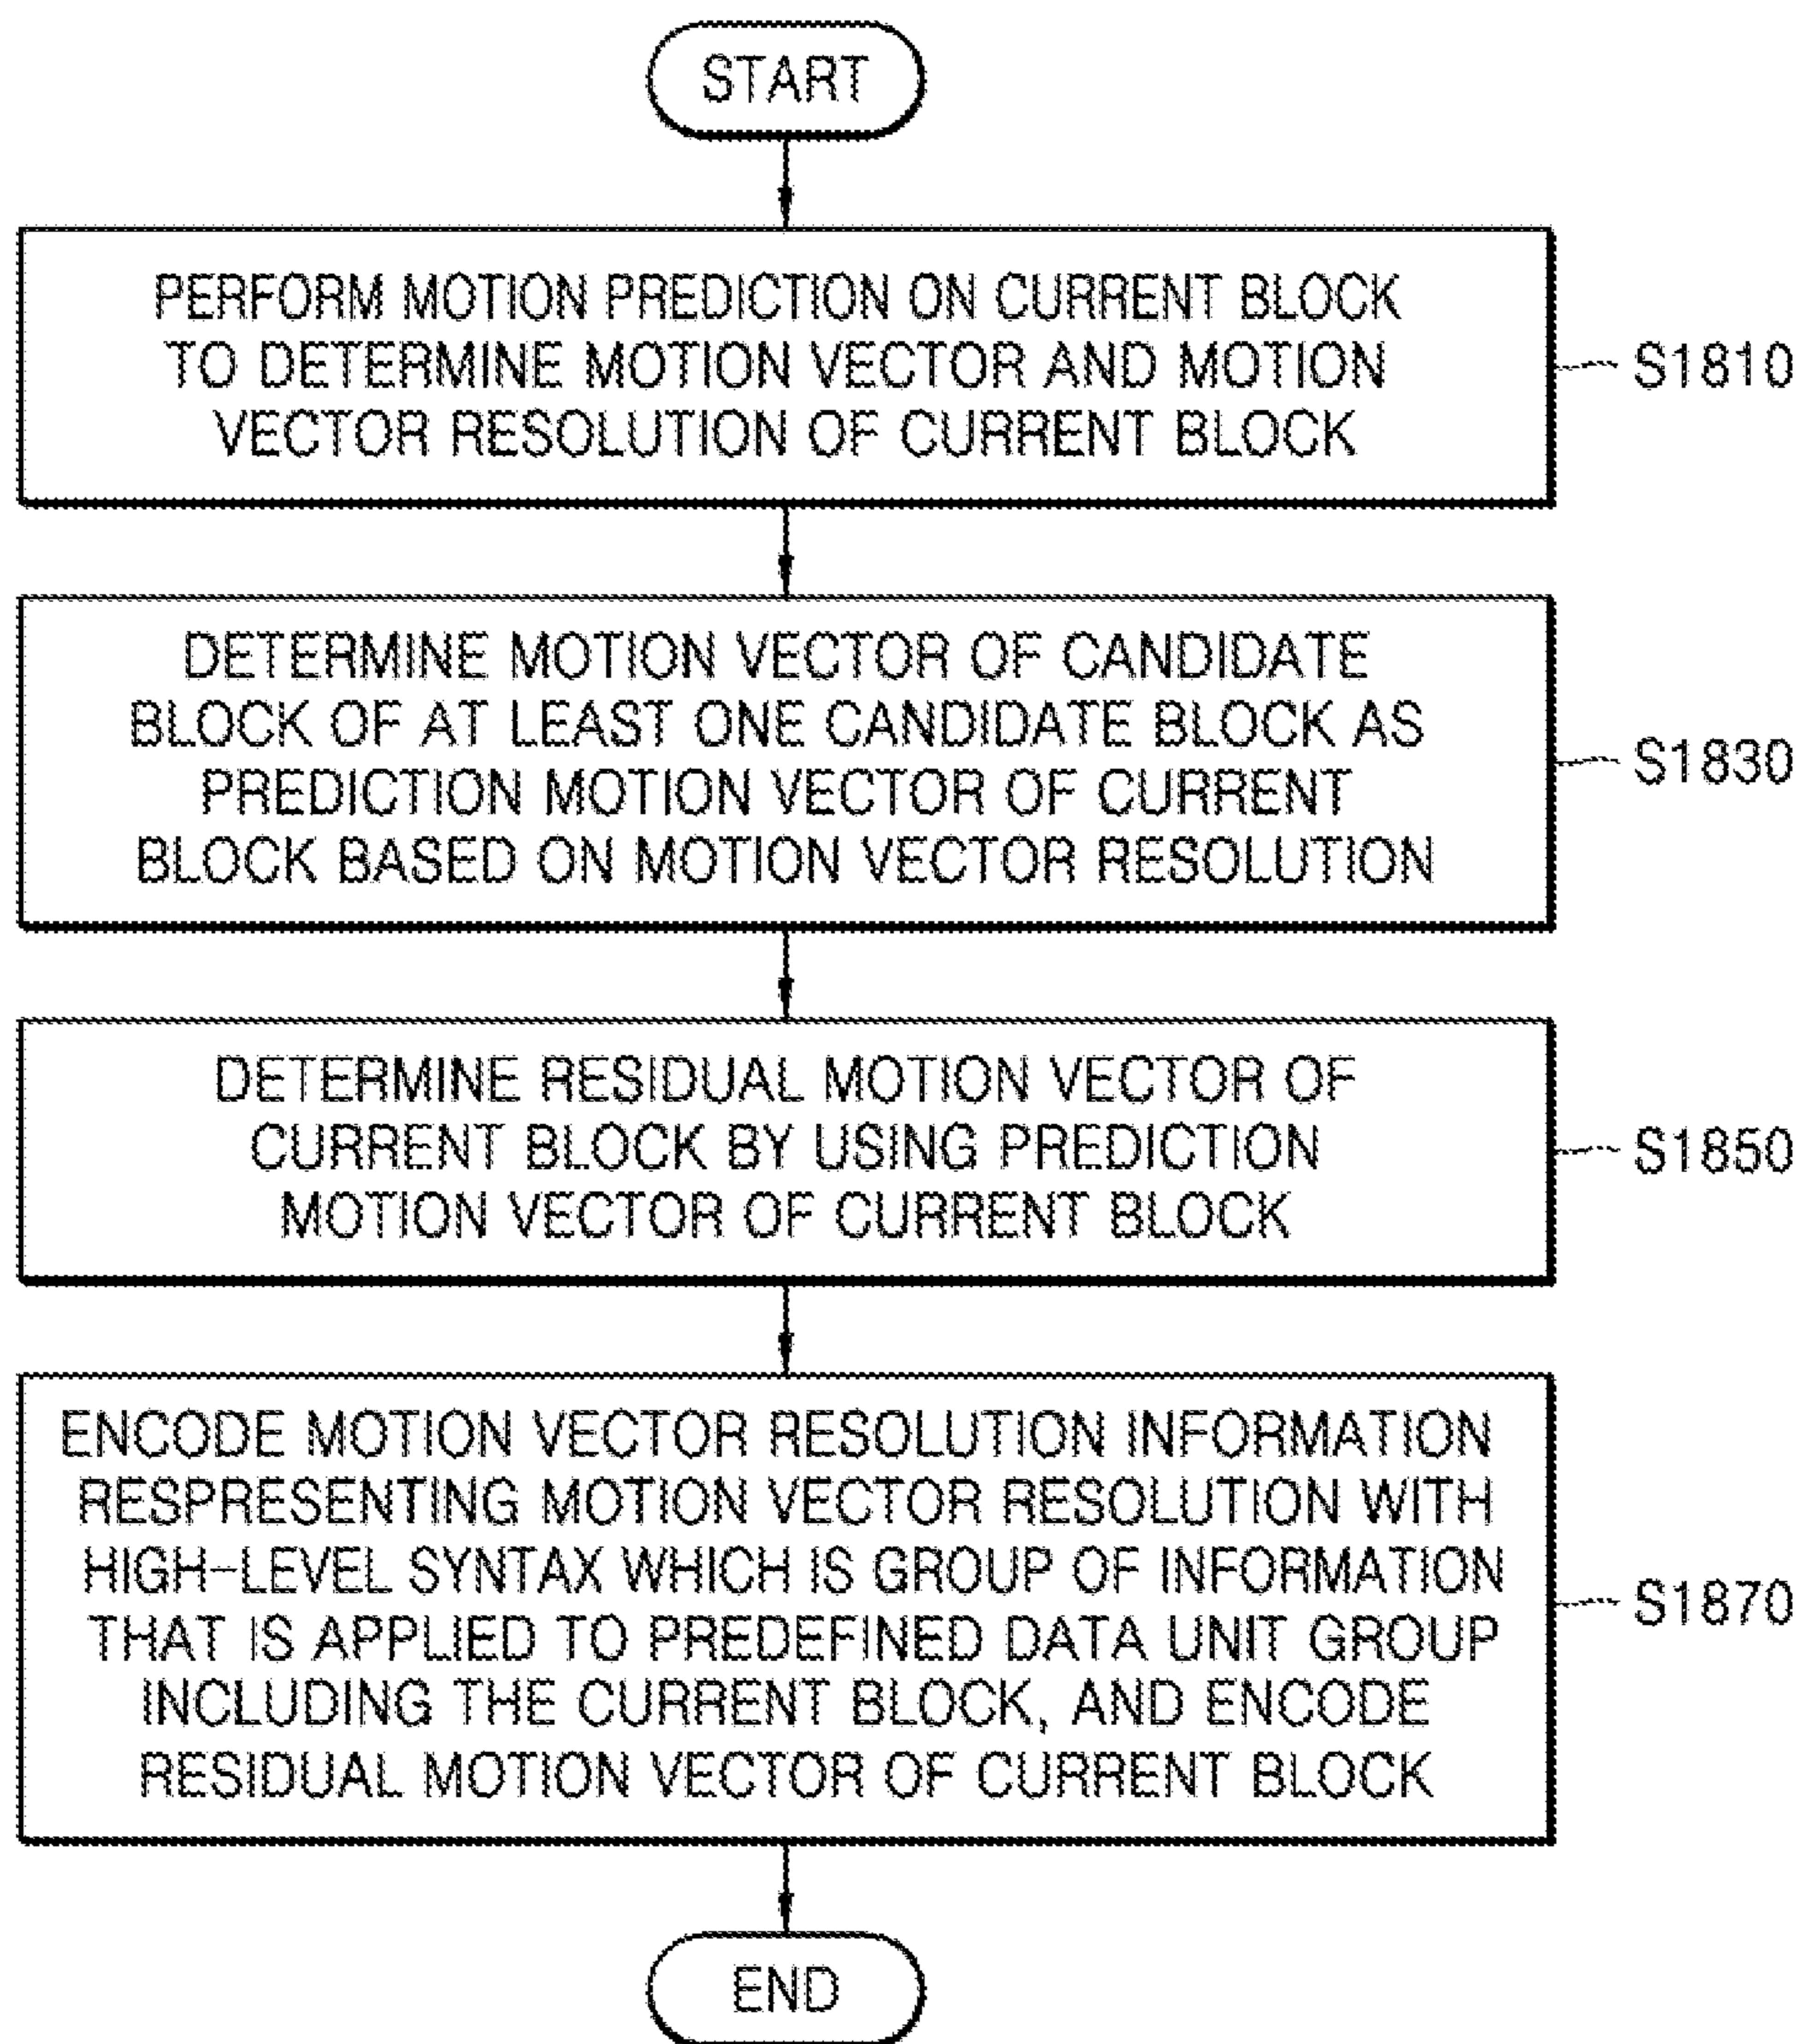 START
PERFORM MOTION PREDICTION ON CURRENT BLOCK
TO DETERMINE MOTION VECTOR AND MOTION
VECTOR RESOLUTION OF CURRENT BLOCK
S1810
DETERMINE MOTION VECTOR OF CANDIDATE
BLOCK OF AT LEAST ONE CANDIDATE BLOCK AS
PREDICTION MOTION VECTOR OF CURRENT
BLOCK BASED ON MOTION VECTOR RESOLUTION
S1830
DETERMINE RESIDUAL MOTION VECTOR OF
CURRENT BLOCK BY USING PREDICTION
MOTION VECTOR OF CURRENT BLOCK
S1850
ENCODE MOTION VECTOR RESOLUTION INFORMATION
RESPRESENTING MOTION VECTOR RESOLUTION WITH
HIGH-LEVEL SYNTAX WHICH IS GROUP OF INFORMATION
THAT IS APPLIED TO PREDEFINED DATA UNIT GROUP
INCLUDING THE CURRENT BLOCK, AND ENCODE
RESIDUAL MOTION VECTOR OF CURRENT BLOCK
S1870
END